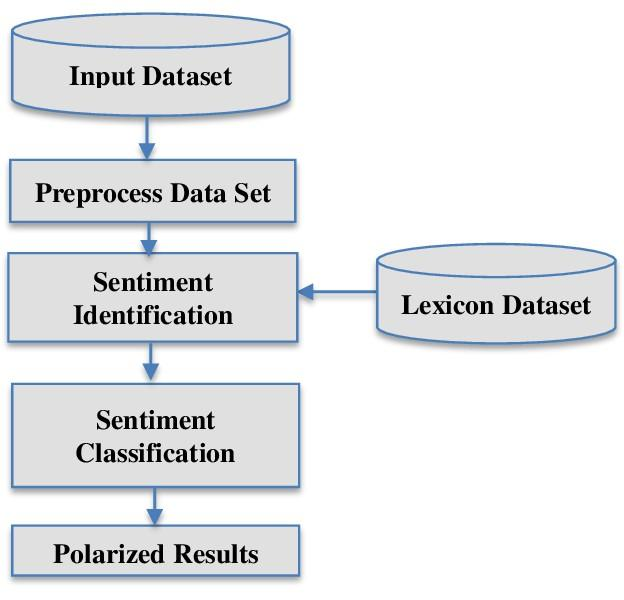 Input Dataset
Preprocess Data Set
Sentiment
Identification
Lexicon Dataset
Sentiment
Classification
Polarized Results